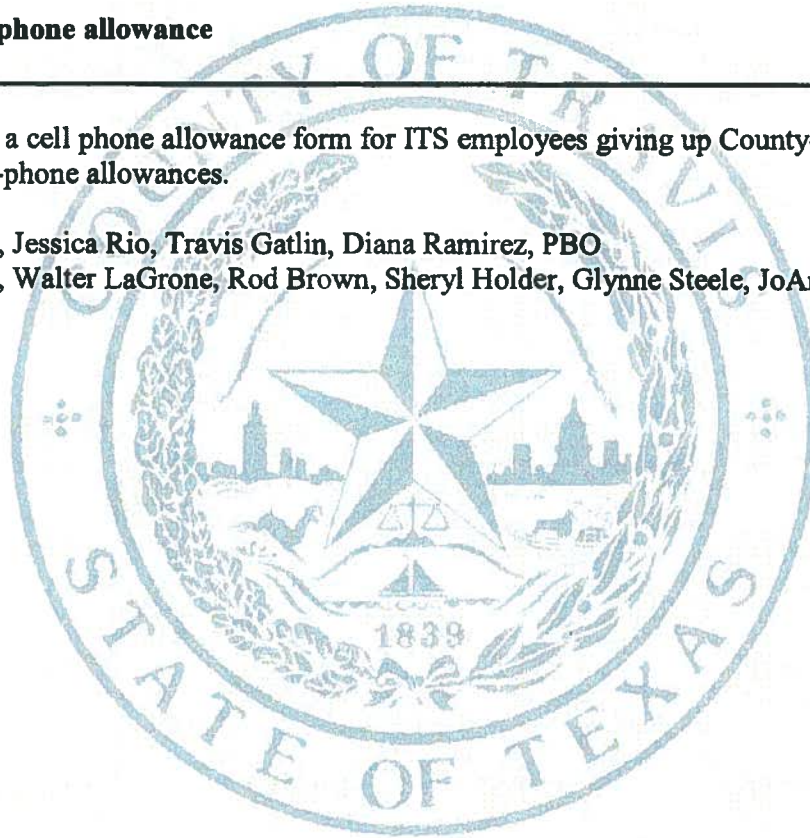 phone allowance
a cell phone allowance form for ITS employees giving up County-
-phone allowances.
, Jessica Rio, Travis Gatlin, Diana Ramirez, PBO
, Walter LaGrone, Rod Brown, Sheryl Holder, Glynne Steele,
COUNTY OF TRAVIS
1839
STATE OF TEXAS